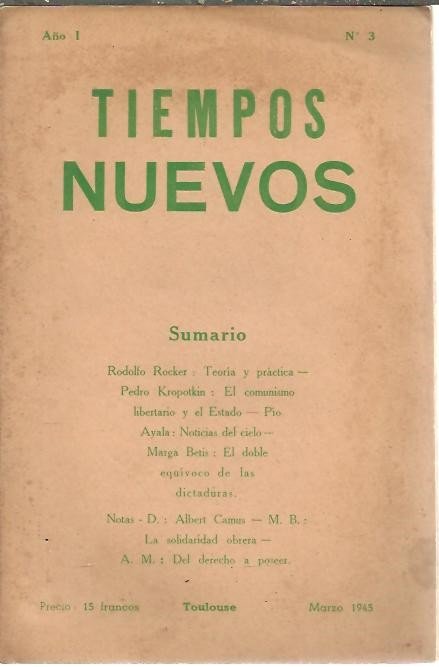 Año I
N° 3
TIEMPOS
NUEVOS
Sumario
Rodolfo Rocker : Teoría y pràctica —
Pedro Kropotkin : El comunismo
libertario y el Estado — Pío
Ayala : Noticias del cielo —
Marga Betis : El doble
equívoco de las
dictaduras.
Notas - D. : Albert Camus — M. B. :
La solidaridad obrera —
A. M. : Del derecho a poseer.
Precio : 15 francos
Toulouse
Marzo 1945